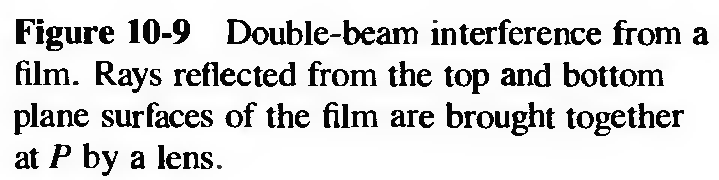 Figure 10-9 Double-beam interference from a
film. Rays reflected from the top and bottom
plane surfaces of the film are brought together
at P by a lens.